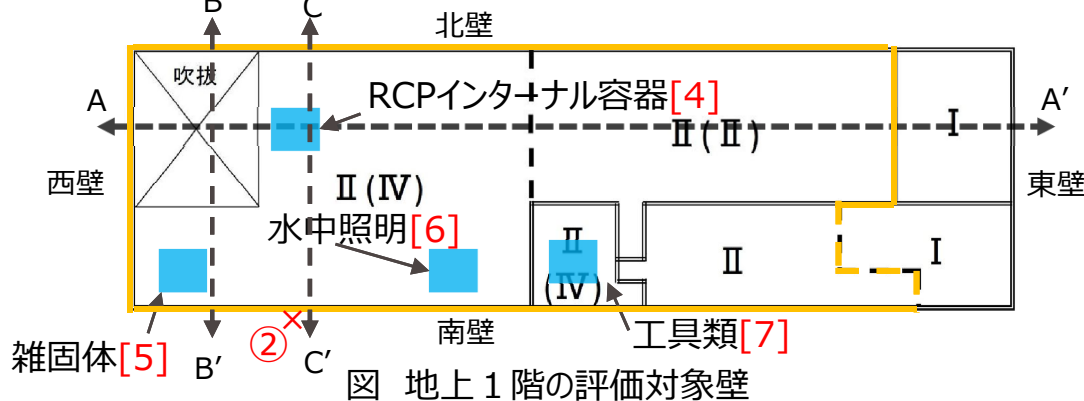 B C
北壁
吹抜
RCPインターナル容器[4]
A A′
Ⅱ(Ⅱ) Ⅰ
西壁 東壁
Ⅱ(Ⅳ)
水中照明[6]
Ⅱ
(Ⅳ)
Ⅱ Ⅰ
②× 南壁
工具類[7]
雑固体[5] B′ C′
図 地上1階の評価対象壁